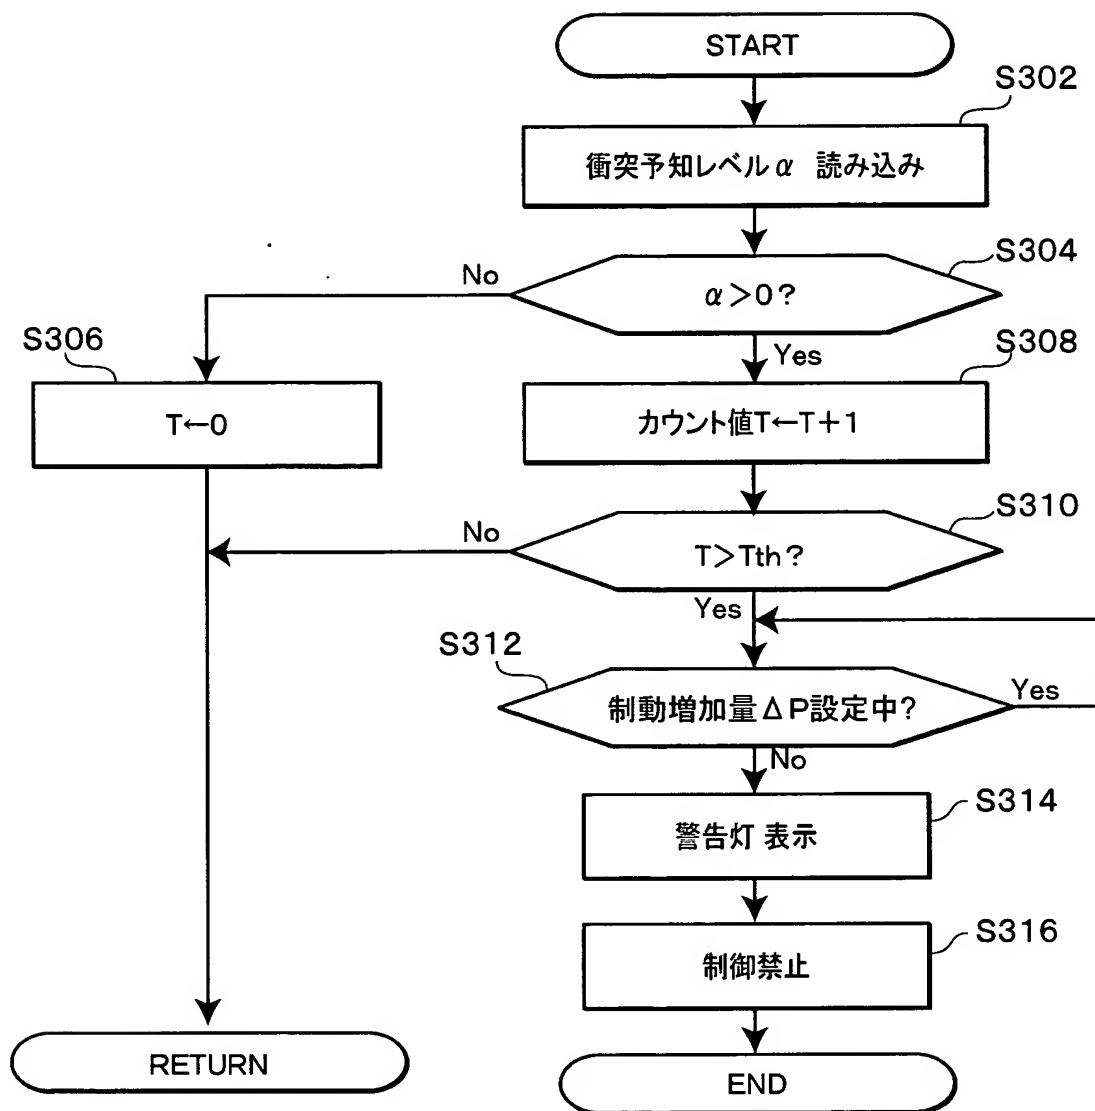 START
S302
衝突予知レベルα 読み込み
S304
No
α>0?
S306
S308
Yes
T←0
カウント値T←T+1
S310
No
T>Tth?
Yes
S312
Yes
制動増加量ΔP設定中?
No
S314
警告灯 表示
S316
制御禁止
RETURN
END